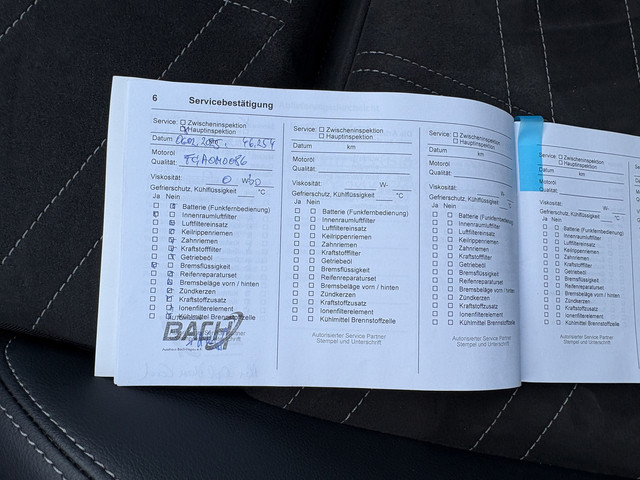 6 Servicebestätigung
Service: Zwischeninspektion
Hauptinspektion
Datum 46.254
Motoröl
Qualität:
Viskosität: 0 W
Gefrierschutz, Kühlflüssigkeit °C
Ja Nein
Batterie (Funkfernbedienung)
Innenraumluftfilter
Luftfiltereinsatz
Keilrippenriemen
Zahnriemen
Kraftstofffilter
Getriebeöl
Bremsflüssigkeit
Reifenreparaturset
Bremsbeläge vorn / hinten
Zündkerzen
Kraftstoffzusatz
Ionenfilterelement
Kühlmittel Brennstoffzelle
BACH
Service: Zwischeninspektion
Hauptinspektion
Datum km
Motoröl
Qualität:
Viskosität: W-
Gefrierschutz, Kühlflüssigkeit °C
Ja Nein
Batterie (Funkfernbedienung)
Innenraumluftfilter
Luftfiltereinsatz
Keilrippenriemen
Zahnriemen
Kraftstofffilter
Getriebeöl
Bremsflüssigkeit
Reifenreparaturset
Bremsbeläge vorn / hinten
Zündkerzen
Kraftstoffzusatz
Ionenfilterelement
Kühlmittel Brennstoffzelle
Autorisierter Service Partner
Stempel und Unterschrift
Service: Zwischeninspektion
Hauptinspektion
Datum km
Motoröl
Qualität:
Viskosität: W-
Gefrierschutz, Kühlflüssigkeit °C
Ja Nein
Batterie (Funkfernbedienung)
Innenraumluftfilter
Luftfiltereinsatz
Keilrippenriemen
Zahnriemen
Kraftstofffilter
Getriebeöl
Bremsflüssigkeit
Reifenreparaturset
Bremsbeläge vorn / hinten
Zündkerzen
Kraftstoffzusatz
Ionenfilterelement
Kühlmittel Brennstoffzelle
Autorisierter Service Partner
Stempel und Unterschrift
Service: Zwischeninspektion
Hauptinspektion
Datum km
Motoröl
Qualität:
Viskosität: W-
Gefrierschutz, Kühlflüssigkeit °C
Ja Nein
Batterie (Funkfernbedienung)
Innenraumluftfilter
Luftfiltereinsatz
Keilrippenriemen
Zahnriemen
Kraftstofffilter
Getriebeöl
Bremsflüssigkeit
Reifenreparaturset
Bremsbeläge vorn / hinten
Zündkerzen
Kraftstoffzusatz
Ionenfilterelement
Kühlmittel Brennstoffzelle
Autorisierter Service Partner
Stempel und Unterschrift